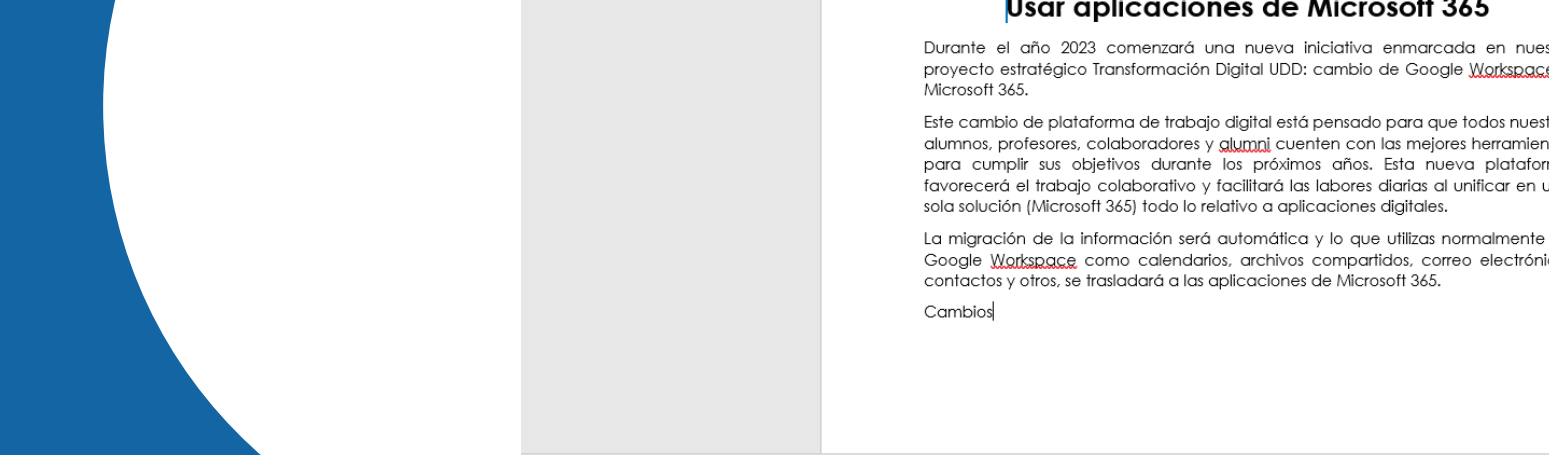 Usar aplicaciones de Microsoft 365
Durante el año 2023 comenzará una nueva iniciativa enmarcada en nues
proyecto estratégico Transformación Digital UDD: cambio de Google Workspace
Microsoft 365.
Este cambio de plataforma de trabajo digital está pensado para que todos nuest
alumnos, profesores, colaboradores y alumni cuenten con las mejores herramien
para cumplir sus objetivos durante los próximos años. Esta nueva platafor
favorecerá el trabajo colaborativo y facilitará las labores diarias al unificar en u
sola solución (Microsoft 365) todo lo relativo a aplicaciones digitales.
La migración de la información será automática y lo que utilizas normalmente
Google Workspace como calendarios, archivos compartidos, correo electróni
contactos y otros, se trasladará a las aplicaciones de Microsoft 365.
Cambios